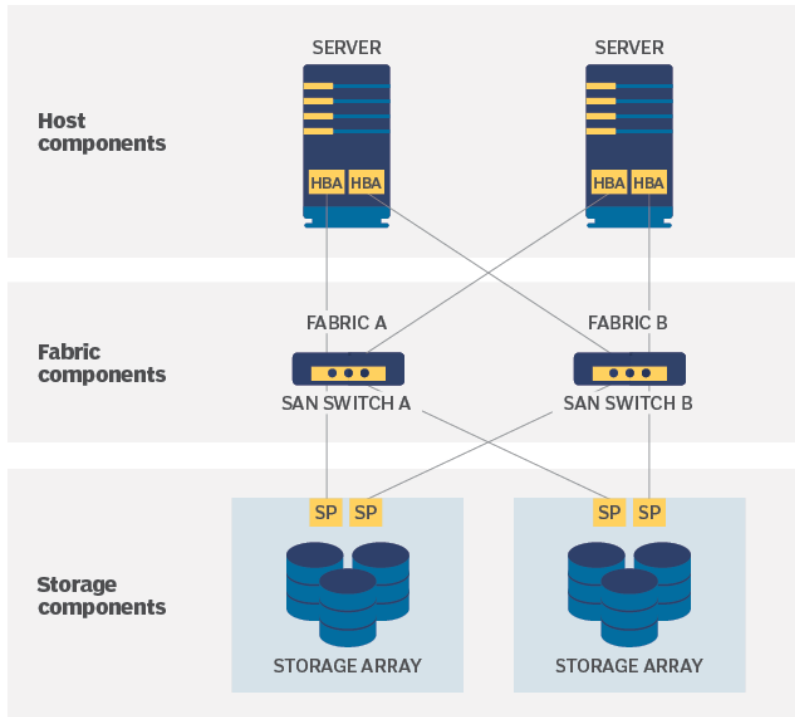 SERVER
SERVER
Host
components
HBA HBA
HBA HBA
FABRIC A
FABRIC B
Fabric
components
SAN SWITCH A
SAN SWITCH B
SP SP
SP SP
Storage
components
STORAGE ARRAY
STORAGE ARRAY